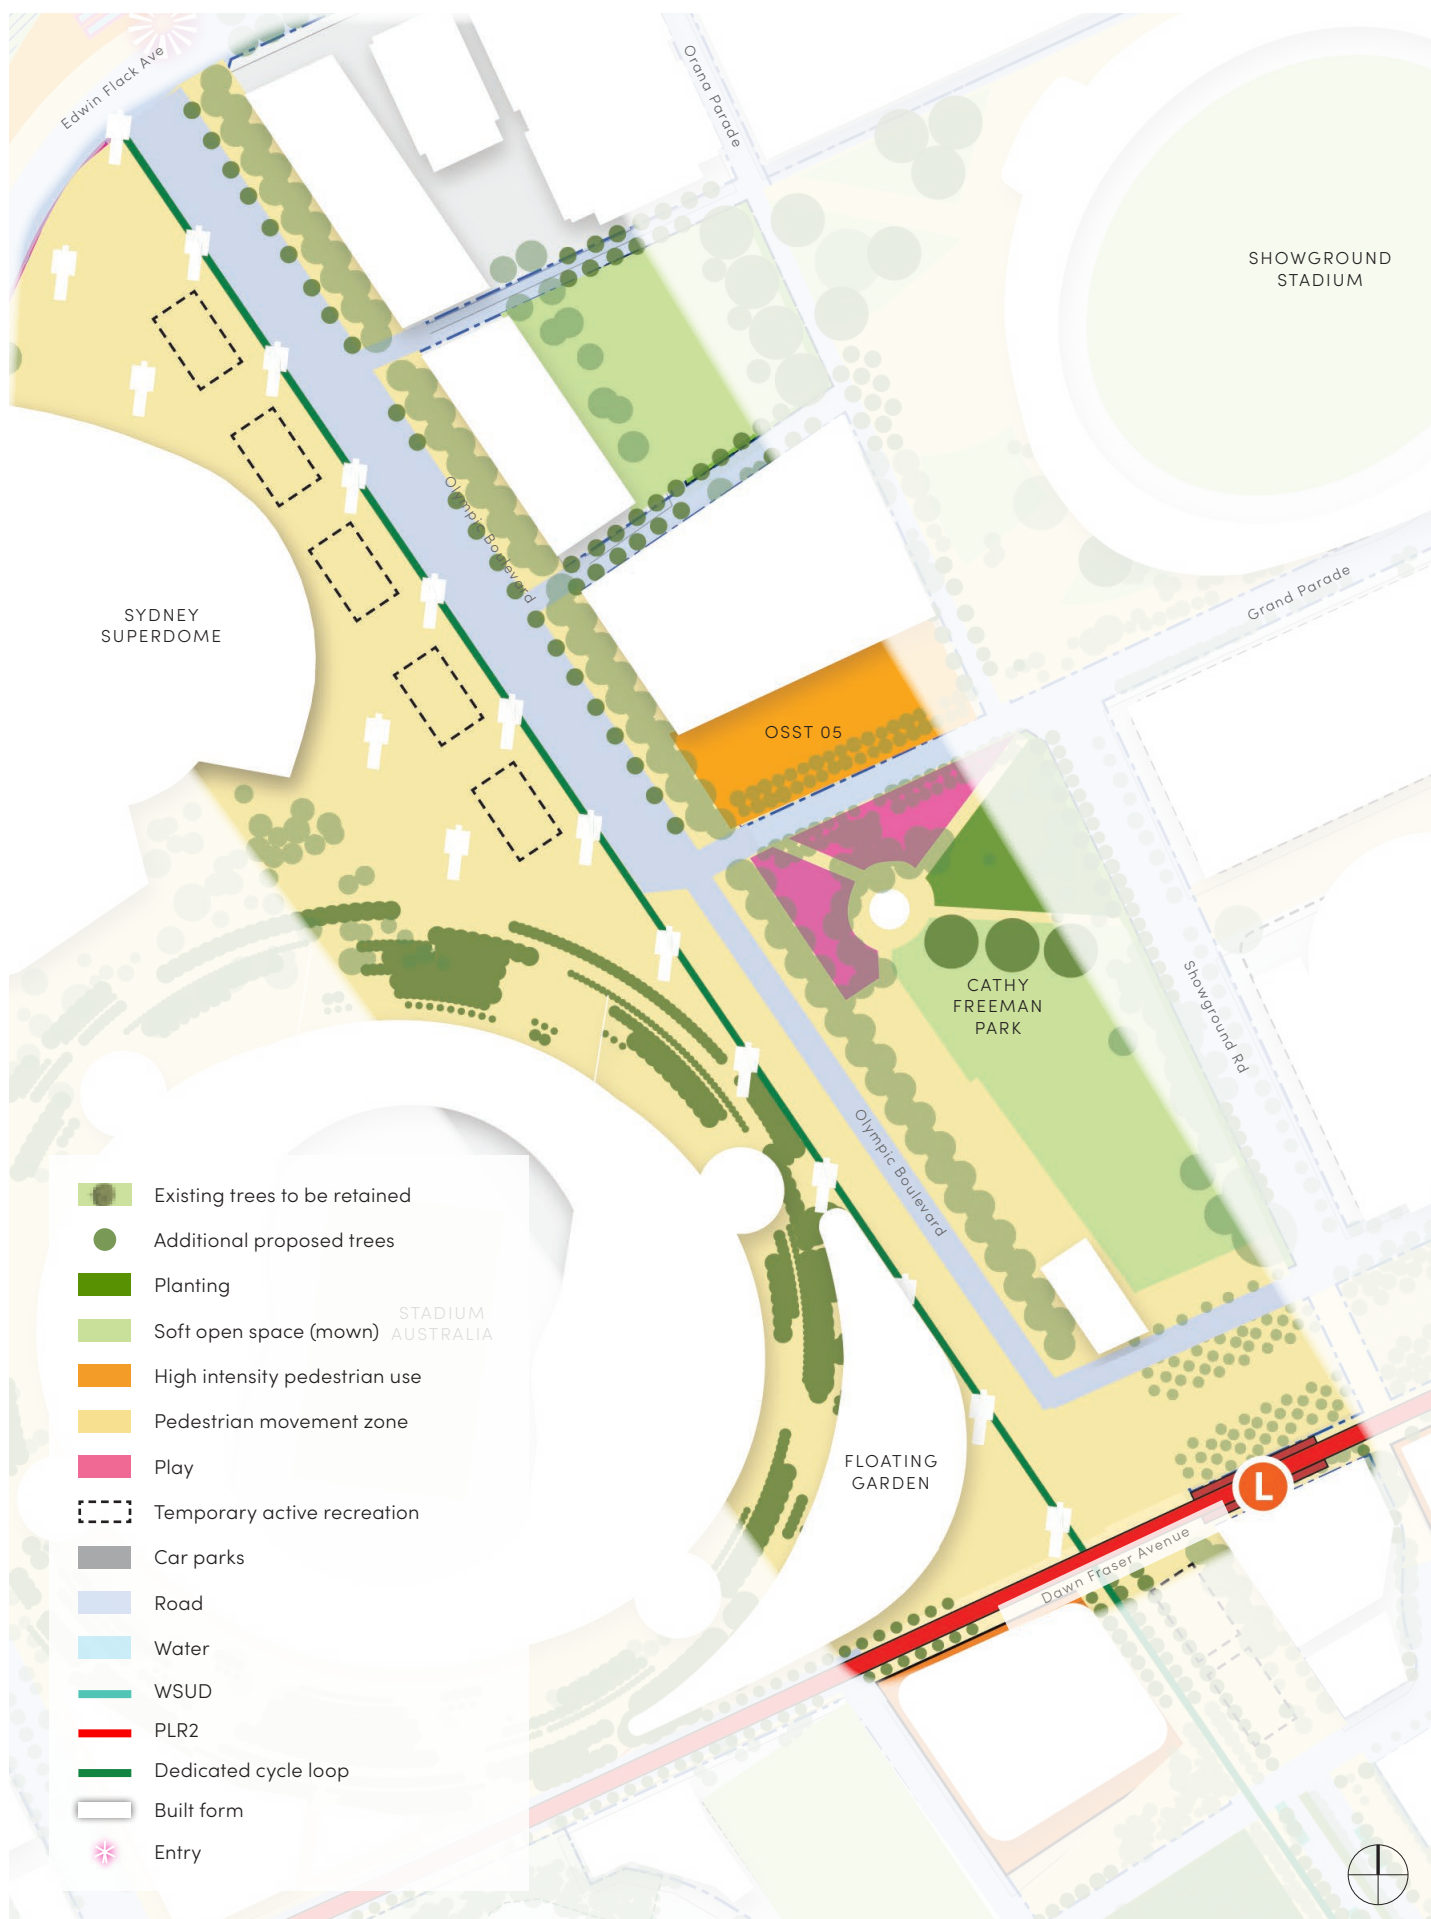 Edwin Flack Ave
Orana Parade
SHOWGROUND
STADIUM
Olympic Boulevard
Grand Parade
SYDNEY
SUPERDOME
OSST 05
CATHY
FREEMAN
PARK
Showground Rd
Olympic Boulevard
STADIUM
AUSTRALIA
FLOATING
GARDEN
L
Dawn Fraser Avenue
Existing trees to be retained
Additional proposed trees
Planting
Soft open space (mown)
High intensity pedestrian use
Pedestrian movement zone
Play
Temporary active recreation
Car parks
Road
Water
WSUD
PLR2
Dedicated cycle loop
Built form
Entry